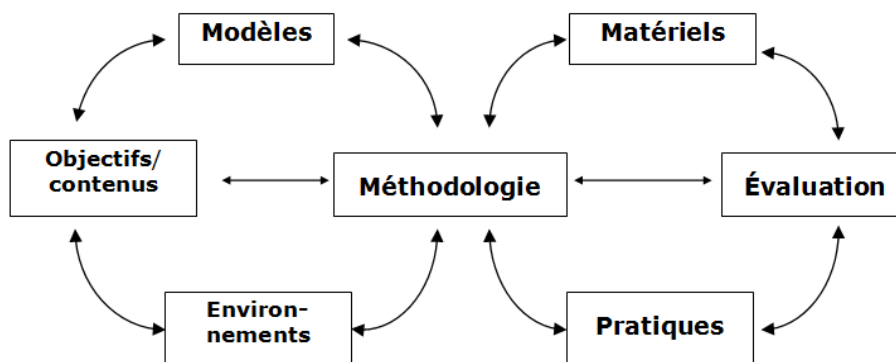 Modèles
Matériels
Objectifs/
contenus
Méthodologie
Évaluation
Environ-
nements
Pratiques